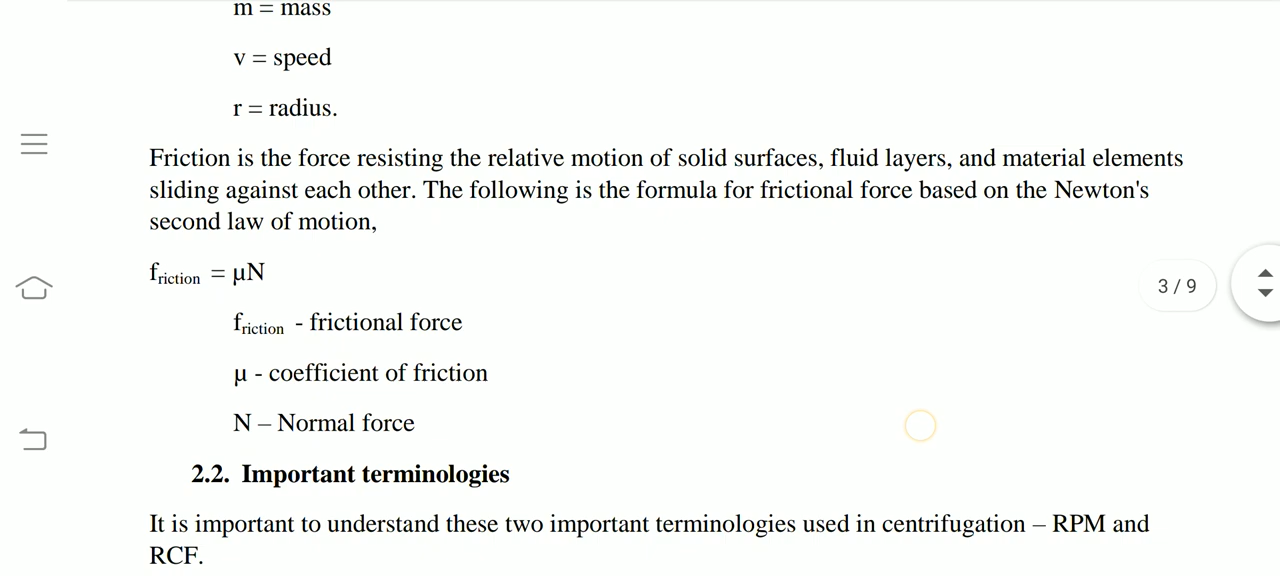 m = mass
v = speed
r = radius.
Friction is the force resisting the relative motion of solid surfaces, fluid layers, and material elements
sliding against each other. The following is the formula for frictional force based on the Newton's
second law of motion,
friction = μN
friction - frictional force
μ - coefficient of friction
N – Normal force
3 / 9
2.2. Important terminologies
It is important to understand these two important terminologies used in centrifugation – RPM and
RCF.